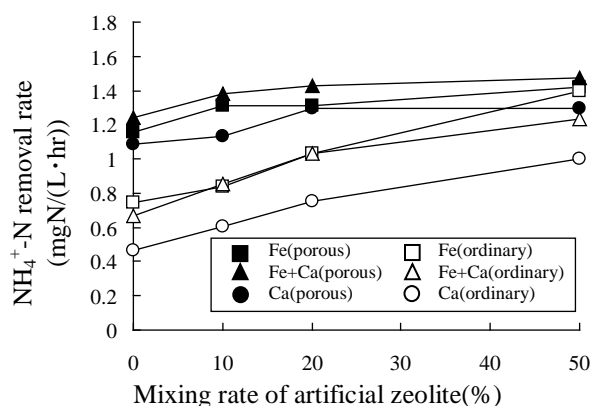 NH₄⁺-N removal rate
(mgN/(L·hr)
1.8
1.6
1.4
1.2
1
0.8
0.6
0.4
0.2
0
Fe(porous) Fe(ordinary)
Fe+Ca(porous) Fe+Ca(ordinary)
Ca(porous) Ca(ordinary)
0 10 20 30 40 50
Mixing rate of artificial zeolite(%)